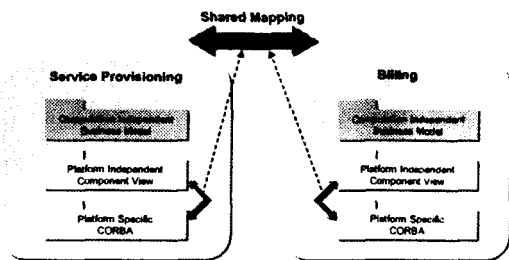 Shared Mapping
Service Provisioning
Computation Independent
Business Model
Platform Independent
Component View
Platform Specific
CORBA
Billing
Computation Independent
Business Model
Platform Independent
Component View
Platform Specific
CORBA